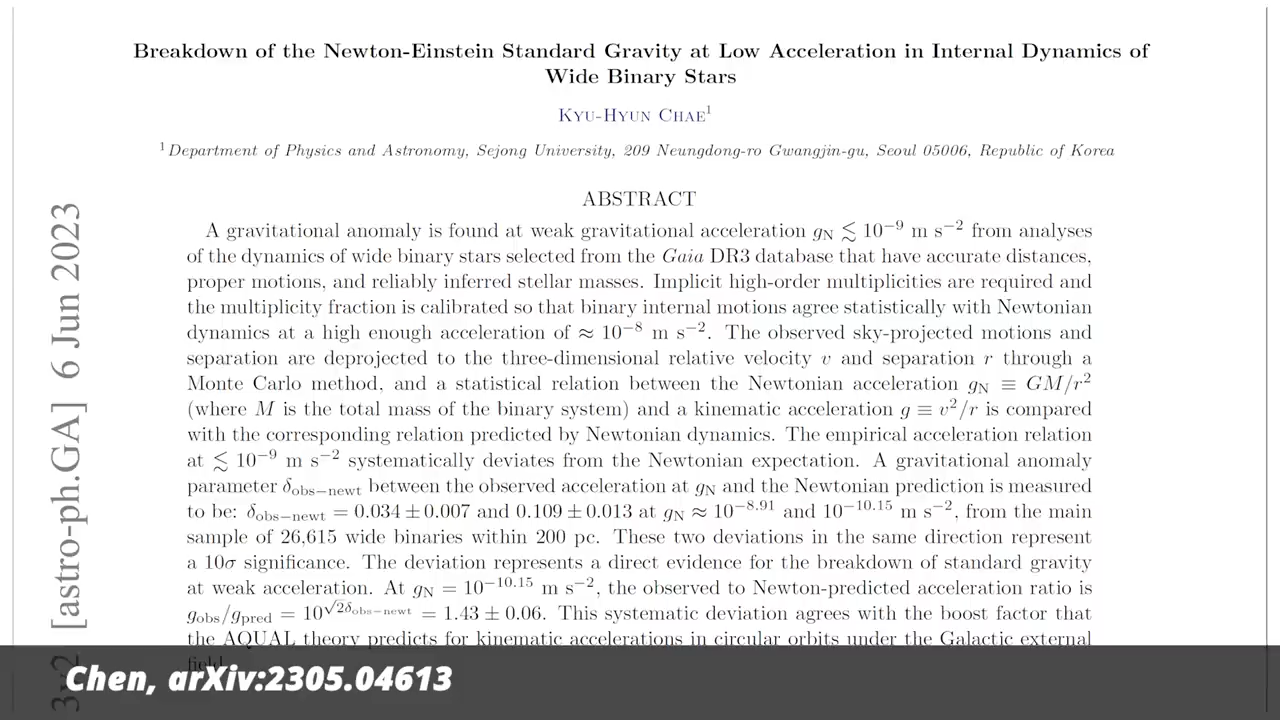 Breakdown of the Newton-Einstein Standard Gravity at Low Acceleration in Internal Dynamics of
Wide Binary Stars
Kyu-Hyun Chae¹
¹Department of Physics and Astronomy, Sejong University, 209 Neungdong-ro Gwangjin-gu, Seoul 05006, Republic of Korea
ABSTRACT
A gravitational anomaly is found at weak gravitational acceleration g_N ≲ 10⁻⁹ m s⁻² from analyses
of the dynamics of wide binary stars selected from the Gaia DR3 database that have accurate distances,
proper motions, and reliably inferred stellar masses. Implicit high-order multiplicities are required and
the multiplicity fraction is calibrated so that binary internal motions agree statistically with Newtonian
dynamics at a high enough acceleration of ≈ 10⁻⁸ m s⁻². The observed sky-projected motions and
separation are deprojected to the three-dimensional relative velocity v and separation r through a
Monte Carlo method, and a statistical relation between the Newtonian acceleration g_N ≡ GM/r²
(where M is the total mass of the binary system) and a kinematic acceleration g ≡ v²/r is compared
with the corresponding relation predicted by Newtonian dynamics. The empirical acceleration relation
at ≲ 10⁻⁹ m s⁻² systematically deviates from the Newtonian expectation. A gravitational anomaly
parameter δ_obs−newt between the observed acceleration at g_N and the Newtonian prediction is measured
to be: δ_obs−newt = 0.034 ± 0.007 and 0.109 ± 0.013 at g_N ≈ 10^−8.91 and 10^−10.15 m s⁻², from the main
sample of 26,615 wide binaries within 200 pc. These two deviations in the same direction represent
a 10σ significance. The deviation represents a direct evidence for the breakdown of standard gravity
at weak acceleration. At g_N = 10^−10.15 m s⁻², the observed to Newton-predicted acceleration ratio is
g_obs/g_pred = 10^√2δ_obs−newt = 1.43 ± 0.06. This systematic deviation agrees with the boost factor that
the AQUAL theory predicts for kinematic accelerations in circular orbits under the Galactic external
field.
3v2 [astro-ph.GA] 6 Jun 2023
Chen, arXiv:2305.04613